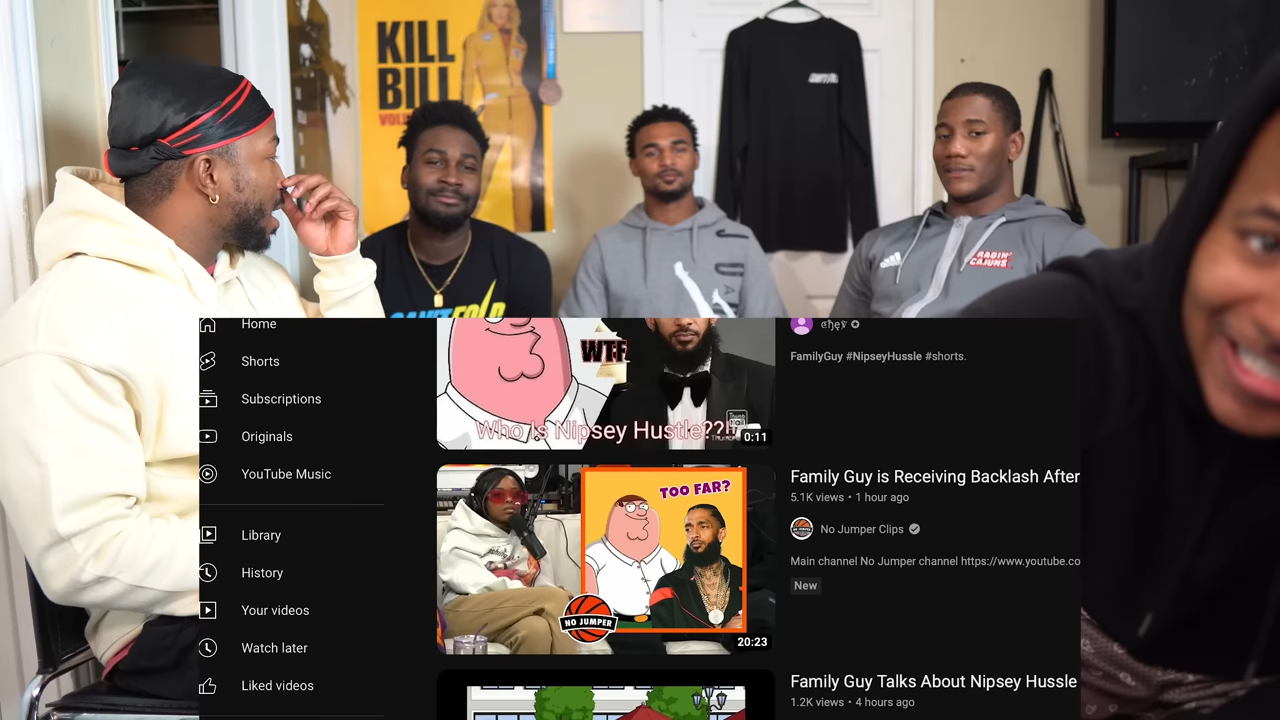 KILL
BILL
RAGIN'
CAJUNS
Home
Shorts
Subscriptions
Originals
YouTube Music
Library
History
Your videos
Watch later
Liked videos
WTF
Who Is Nipsey Hustle??!!
0:11
FamilyGuy #NipseyHussle #shorts.
TOO FAR?
NO JUMPER
20:23
Family Guy is Receiving Backlash After
5.1K views • 1 hour ago
No Jumper Clips
Main channel No Jumper channel https://www.youtube.co
New
Family Guy Talks About Nipsey Hussle
1.2K views • 4 hours ago